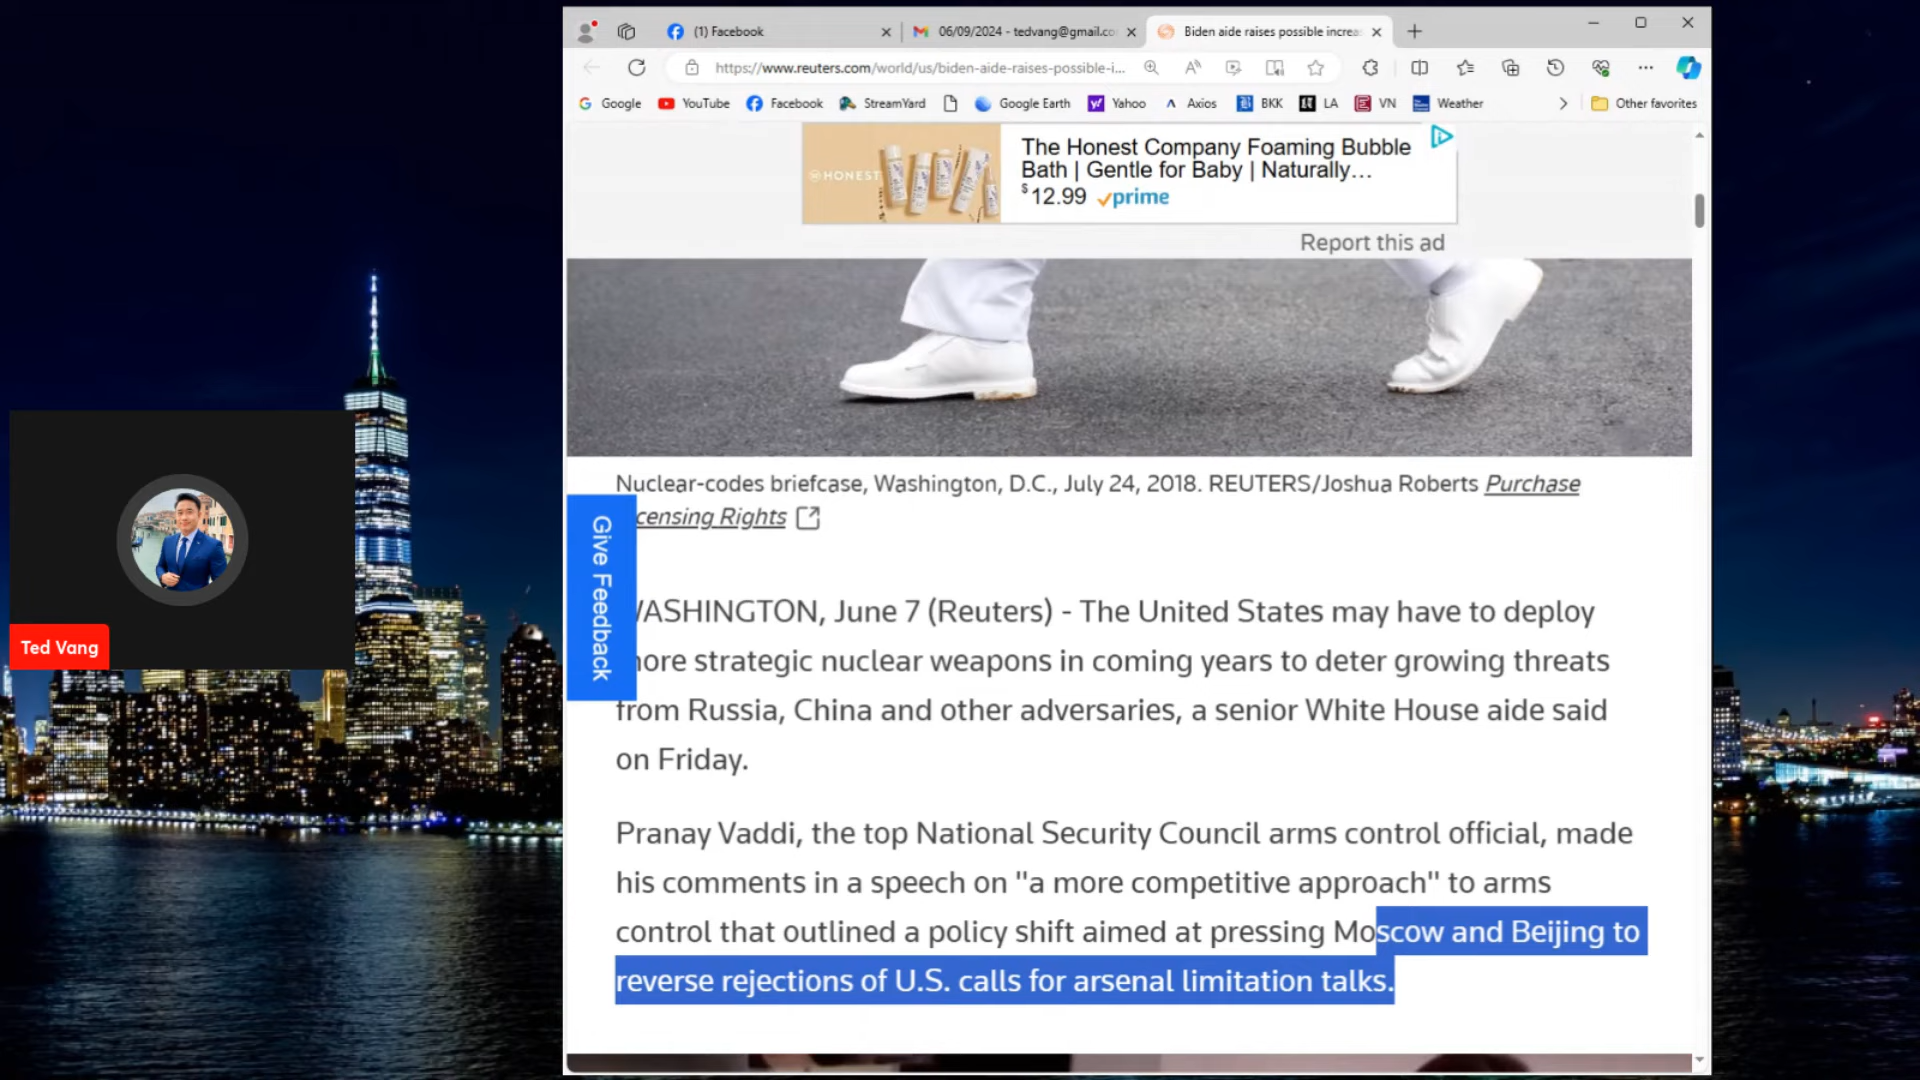 (1) Facebook
06/09/2024 - tedvang@gmail.co
Biden aide raises possible increa
https://www.reuters.com/world/us/biden-aide-raises-possible-i...
Google
YouTube
Facebook
StreamYard
Google Earth
Yahoo
Axios
BKK
LA
VN
Weather
Other favorites
HONEST
The Honest Company Foaming Bubble
Bath | Gentle for Baby | Naturally...
$12.99 prime
Report this ad
Nuclear-codes briefcase, Washington, D.C., July 24, 2018. REUTERS/Joshua Roberts Purchase
censing Rights
Give Feedback
WASHINGTON, June 7 (Reuters) - The United States may have to deploy
more strategic nuclear weapons in coming years to deter growing threats
from Russia, China and other adversaries, a senior White House aide said
on Friday.
Pranay Vaddi, the top National Security Council arms control official, made
his comments in a speech on "a more competitive approach" to arms
control that outlined a policy shift aimed at pressing Moscow and Beijing to
reverse rejections of U.S. calls for arsenal limitation talks.
Ted Vang